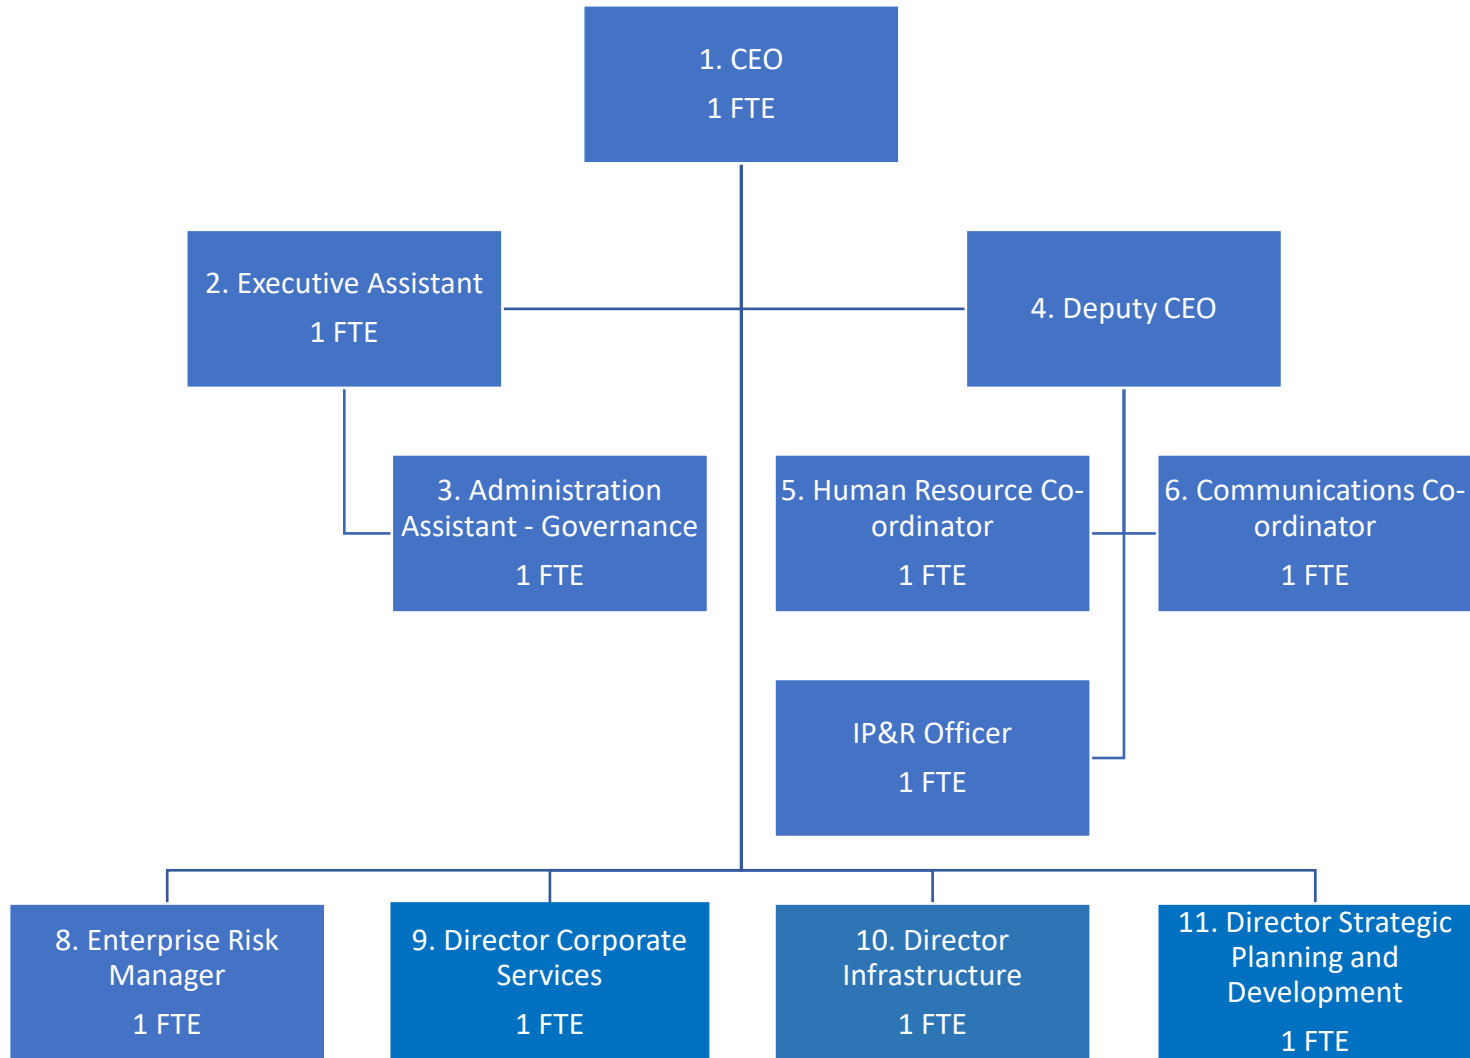 1. CEO
1 FTE
2. Executive Assistant
1 FTE
4. Deputy CEO
3. Administration
Assistant - Governance
1 FTE
5. Human Resource Co-
ordinator
1 FTE
6. Communications Co-
ordinator
1 FTE
IP&R Officer
1 FTE
8. Enterprise Risk
Manager
1 FTE
9. Director Corporate
Services
1 FTE
10. Director
Infrastructure
1 FTE
11. Director Strategic
Planning and
Development
1 FTE